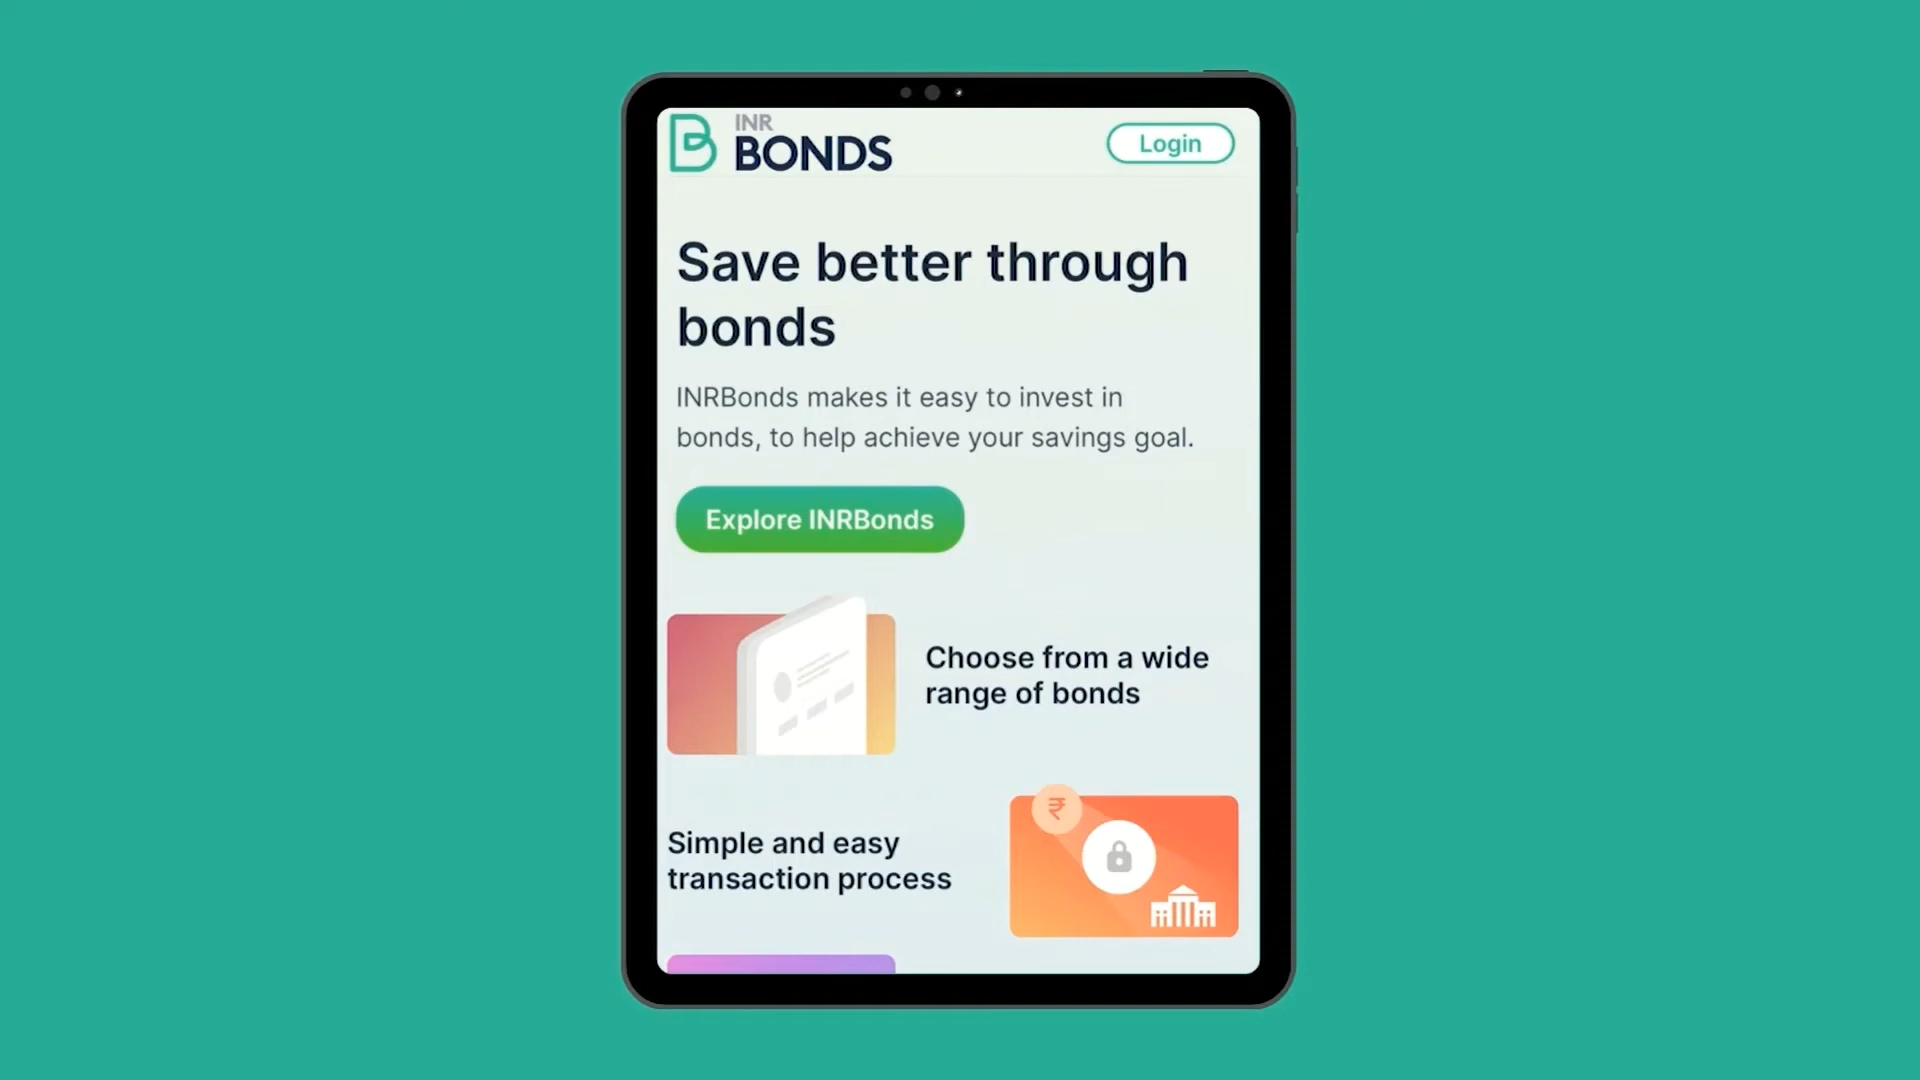 INR
BONDS
Login
Save better through
bonds
INRBonds makes it easy to invest in
bonds, to help achieve your savings goal.
Explore INRBonds
Choose from a wide
range of bonds
₹
Simple and easy
transaction process